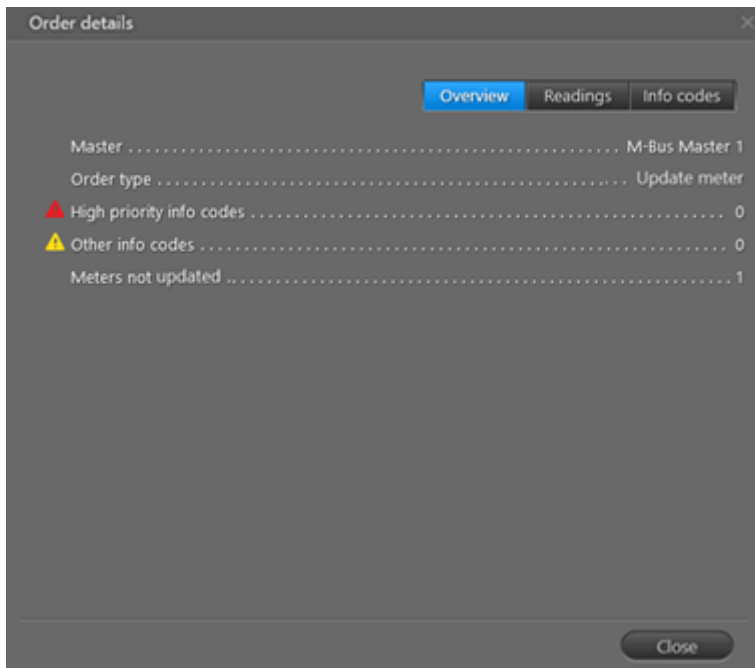 Order details
Overview Readings Info codes
Master ........................................................ M-Bus Master 1
Order type ...................................................... Update meter
High priority info codes ...................................................... 0
Other info codes ............................................................ 0
Meters not updated ......................................................... 1
Close